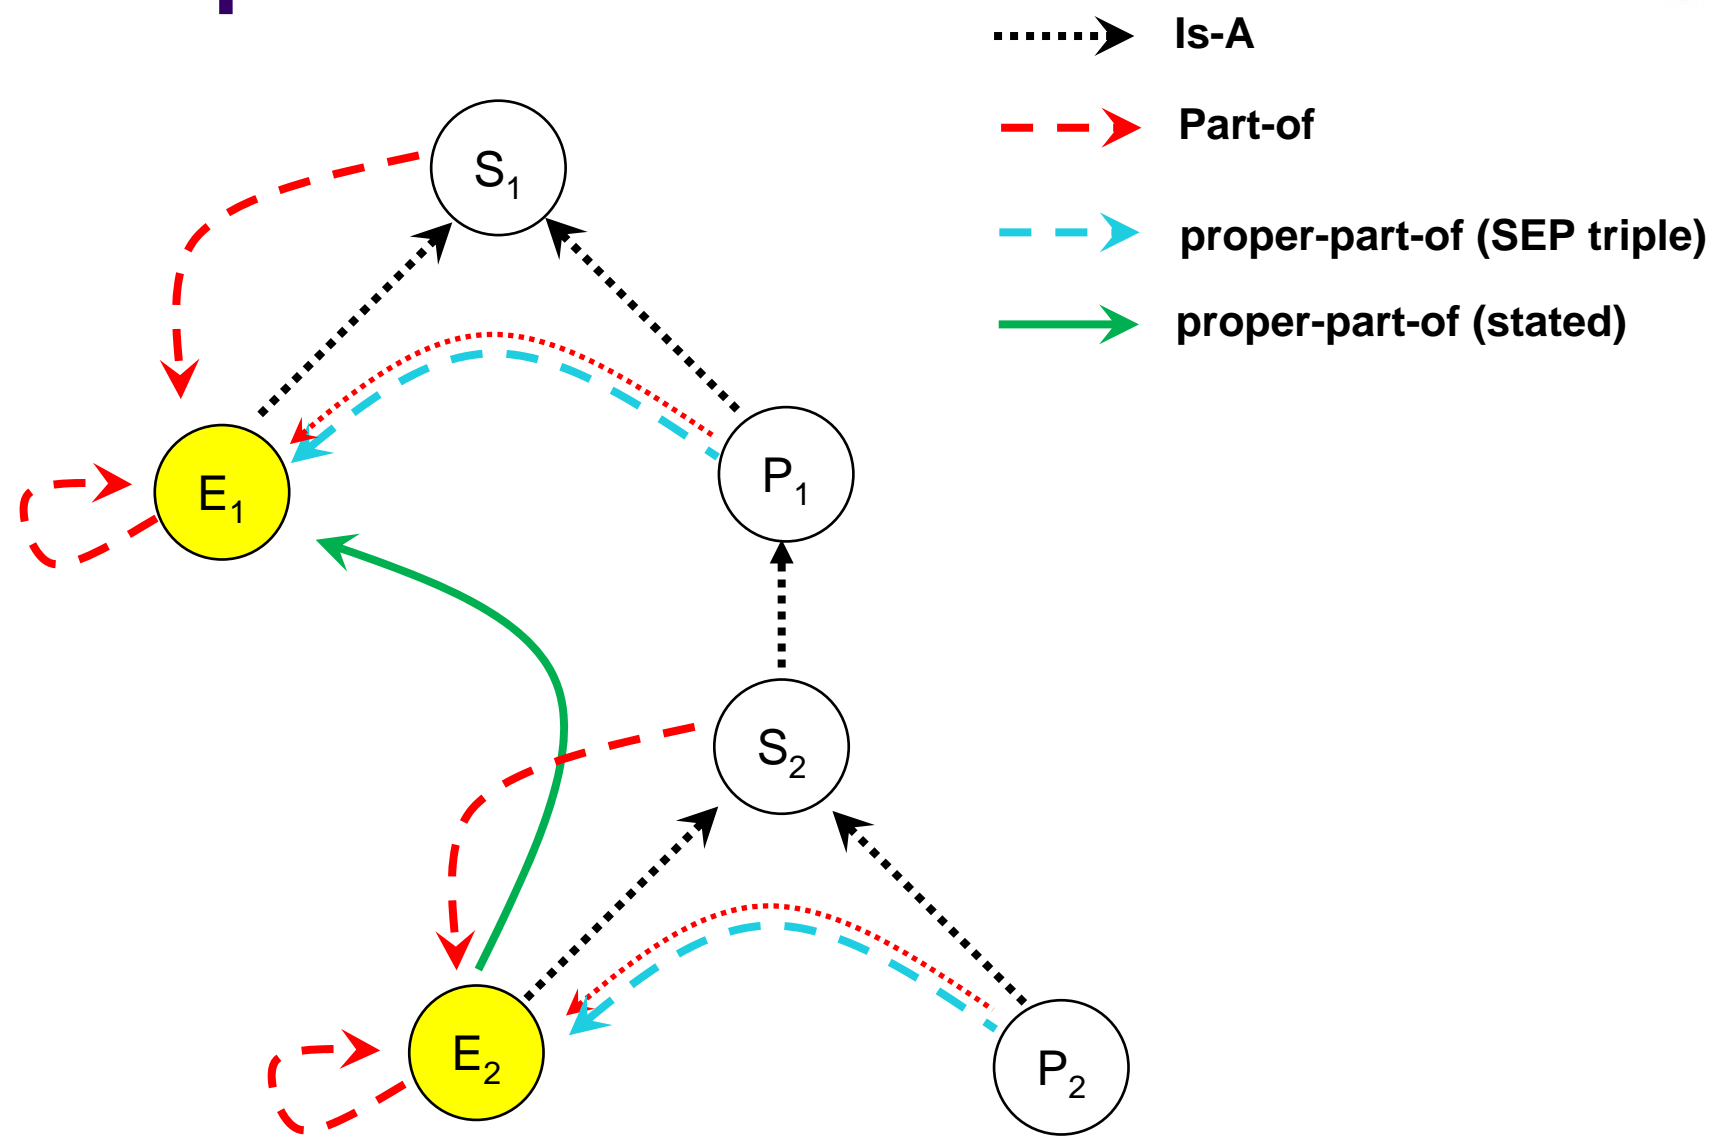 Is-A
Part-of
proper-part-of (SEP triple)
proper-part-of (stated)
S1
E1
P1
S2
E2
P2